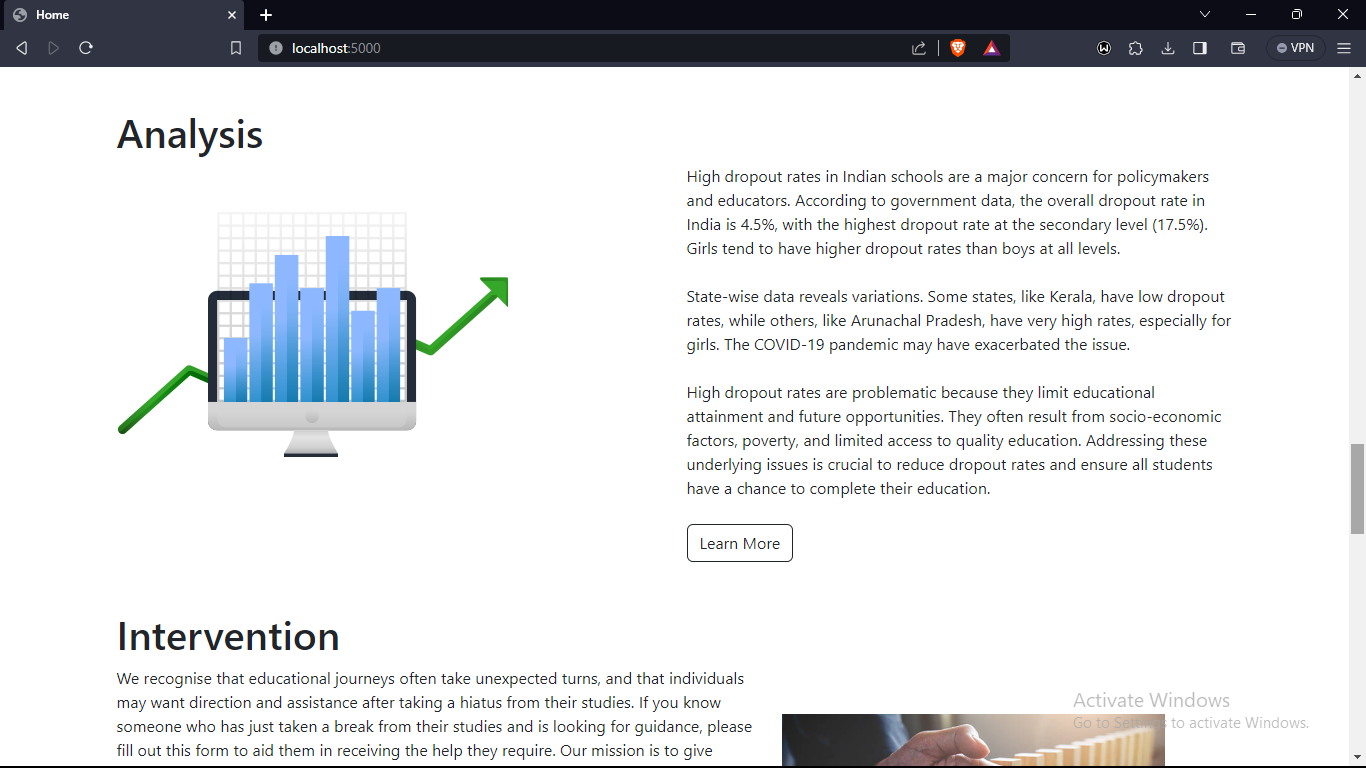 Home
localhost:5000
VPN
Analysis
High dropout rates in Indian schools are a major concern for policymakers
and educators. According to government data, the overall dropout rate in
India is 4.5%, with the highest dropout rate at the secondary level (17.5%).
Girls tend to have higher dropout rates than boys at all levels.
State-wise data reveals variations. Some states, like Kerala, have low dropout
rates, while others, like Arunachal Pradesh, have very high rates, especially for
girls. The COVID-19 pandemic may have exacerbated the issue.
High dropout rates are problematic because they limit educational
attainment and future opportunities. They often result from socio-economic
factors, poverty, and limited access to quality education. Addressing these
underlying issues is crucial to reduce dropout rates and ensure all students
have a chance to complete their education.
Learn More
Intervention
We recognise that educational journeys often take unexpected turns, and that individuals
may want direction and assistance after taking a hiatus from their studies. If you know
someone who has just taken a break from their studies and is looking for guidance, please
fill out this form to aid them in receiving the help they require. Our mission is to give
Activate Windows
Go to Settings to activate Windows.